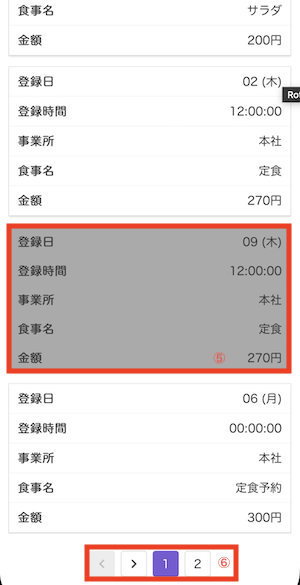 食事名 サラダ
金額 200円
登録日 02 (木)
Rot
登録時間 12:00:00
事業所 本社
食事名 定食
金額 270円
登録日 09 (木)
登録時間 12:00:00
事業所 本社
食事名 定食
金額 ⑤ 270円
登録日 06 (月)
登録時間 00:00:00
事業所 本社
食事名 定食予約
金額 300円
< > 1 2 ⑥